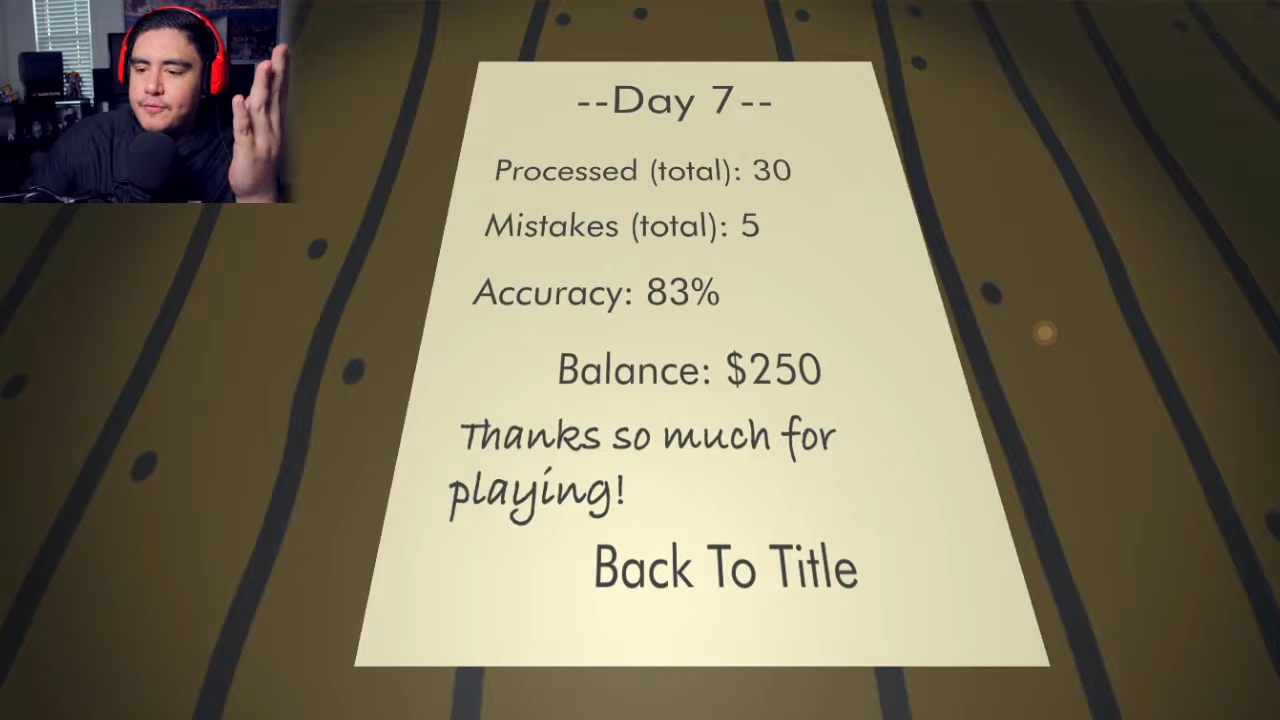 --Day 7--
Processed (total): 30
Mistakes (total): 5
Accuracy: 83%
Balance: $250
Thanks so much for
playing!
Back To Title